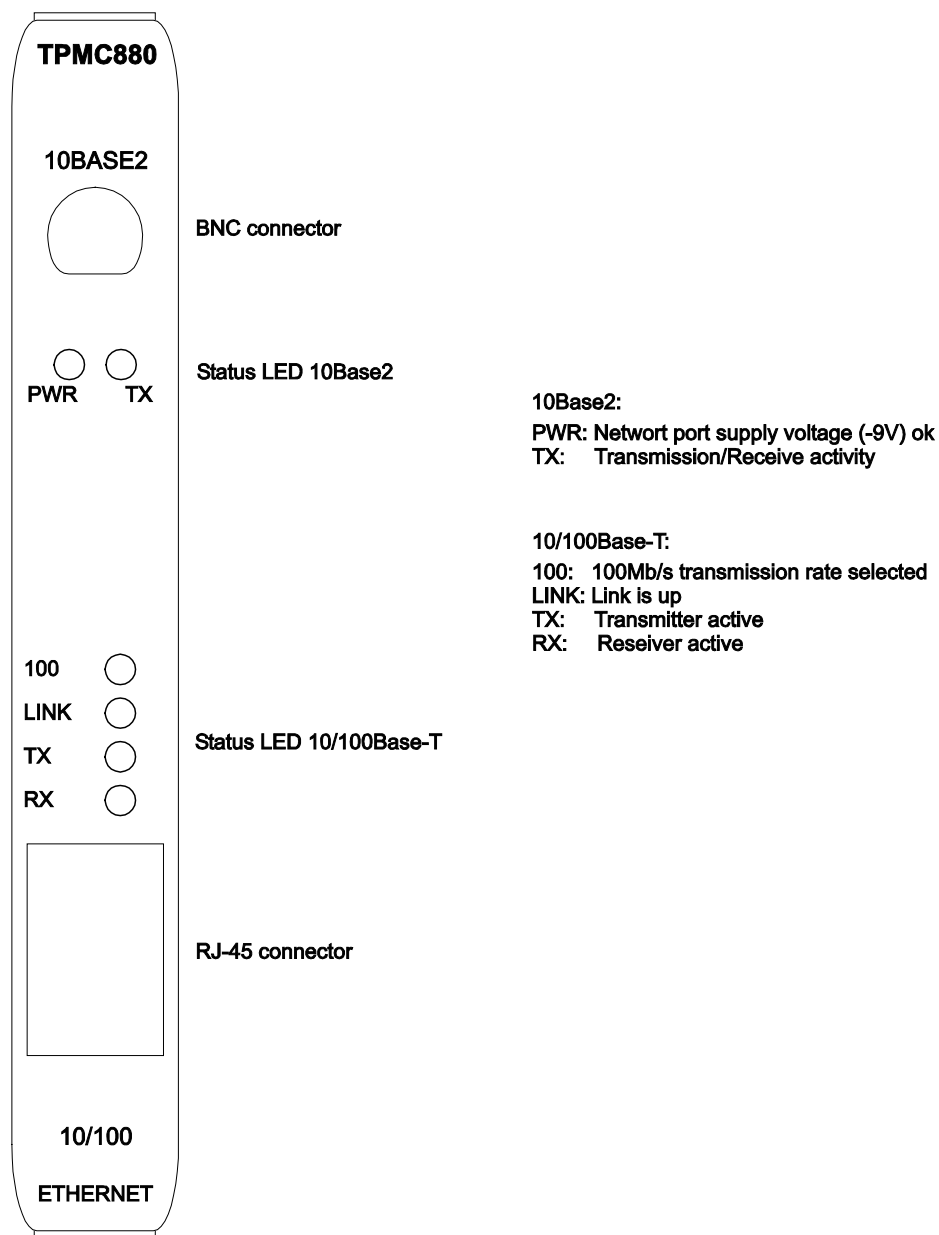 TPMC880
10BASE2
BNC connector
Status LED 10Base2
PWR TX
10Base2:
PWR: Networt port supply voltage (-9V) ok
TX: Transmission/Receive activity
10/100Base-T:
100: 100Mb/s transmission rate selected
LINK: Link is up
TX: Transmitter active
RX: Reseiver active
100
LINK
TX
RX
Status LED 10/100Base-T
RJ-45 connector
10/100
ETHERNET